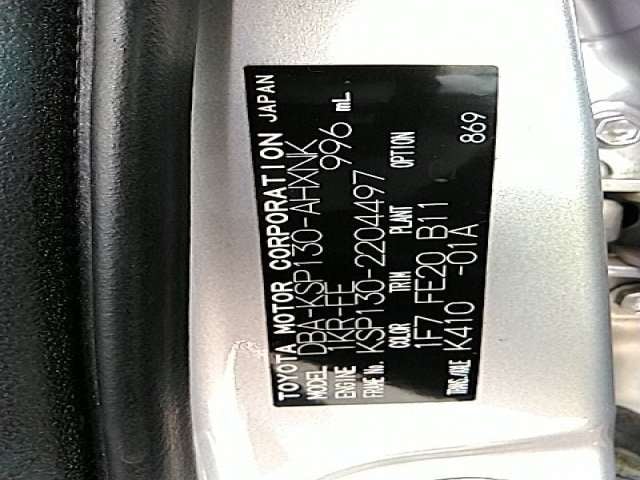 TOYOTA MOTOR CORPORATION JAPAN
MODEL DBA-KSP130-AHXNK
ENGINE 1KR-FE 996 mL
FRAME No. KSP130-2204497
COLOR TRIM PLANT OPTION
1F7 FE20 B11
TRANS./AXLE K410 -01A 869